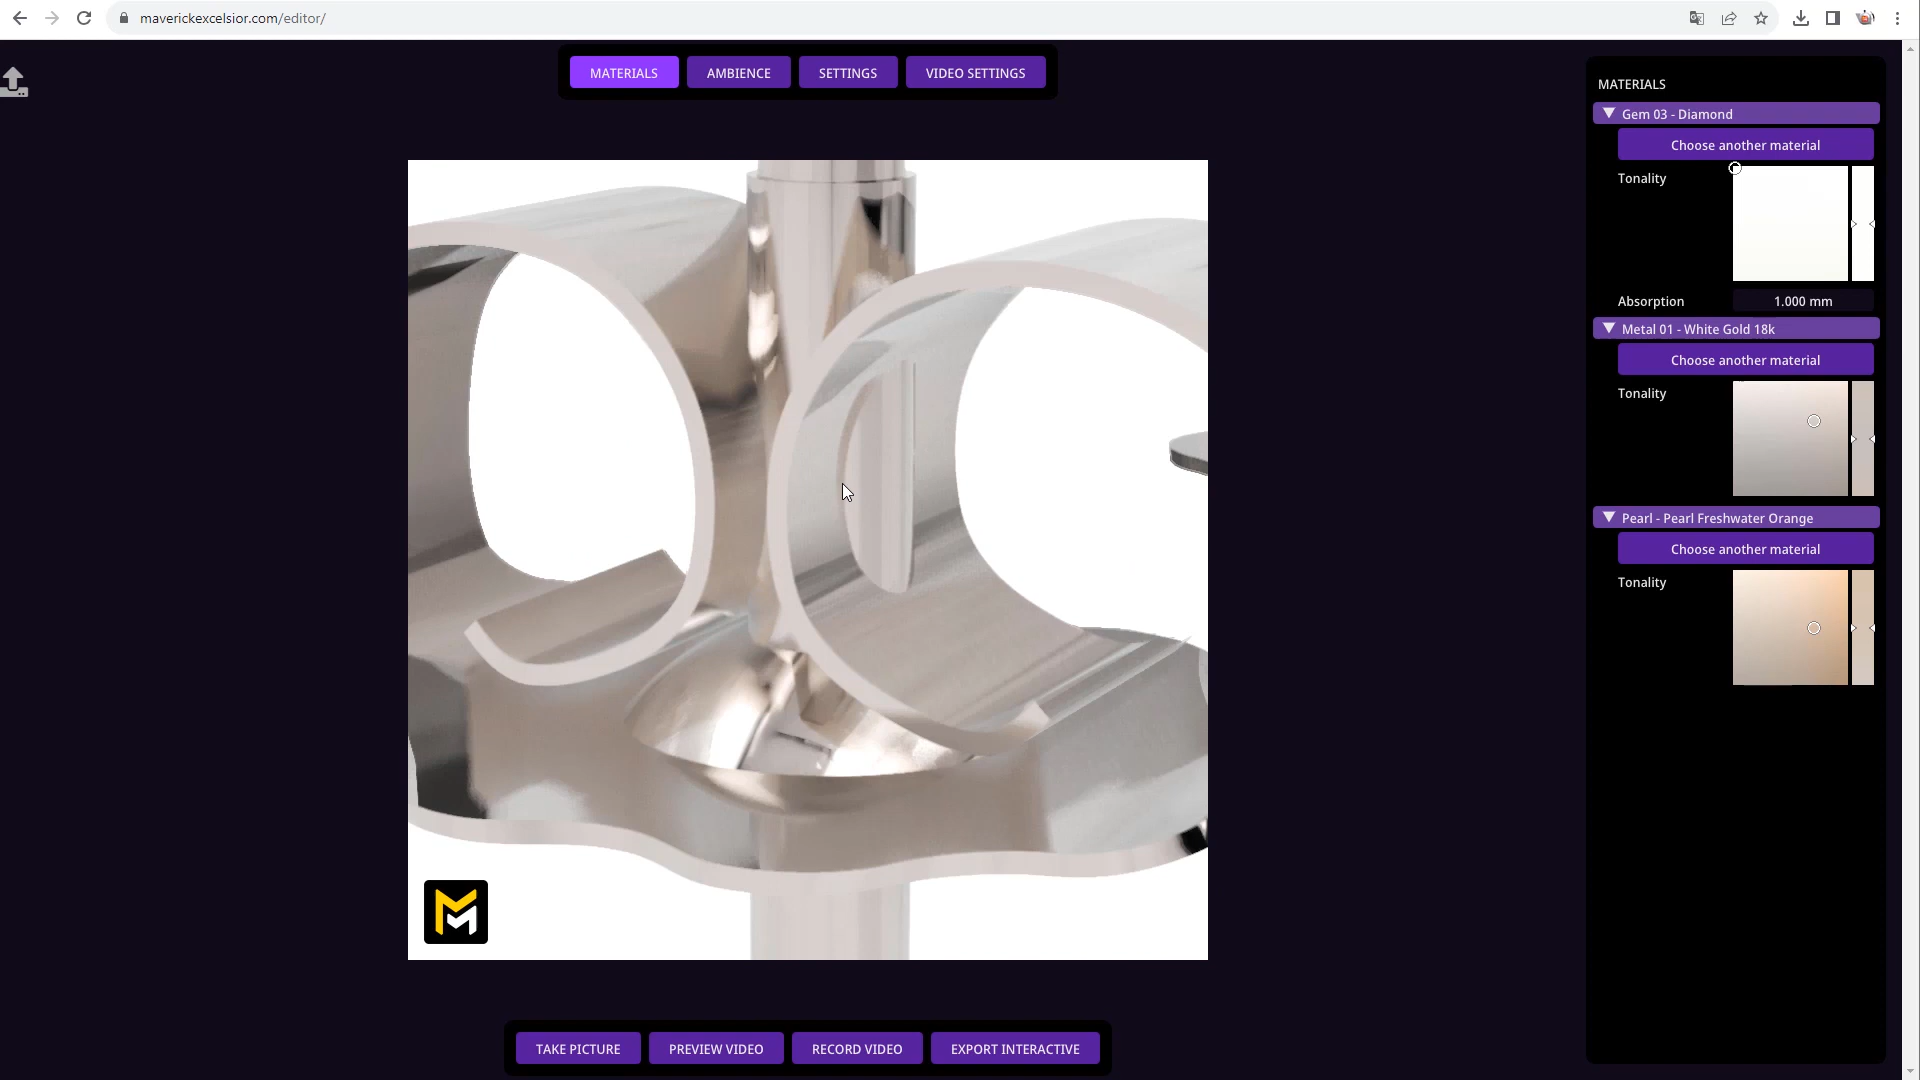 maverickexcelsior.com/editor/
MATERIALS
AMBIENCE
SETTINGS
VIDEO SETTINGS
MATERIALS
Gem 03 - Diamond
Choose another material
Tonality
Absorption
1.000 mm
Metal 01 - White Gold 18k
Choose another material
Tonality
Pearl - Pearl Freshwater Orange
Choose another material
Tonality
TAKE PICTURE
PREVIEW VIDEO
RECORD VIDEO
EXPORT INTERACTIVE